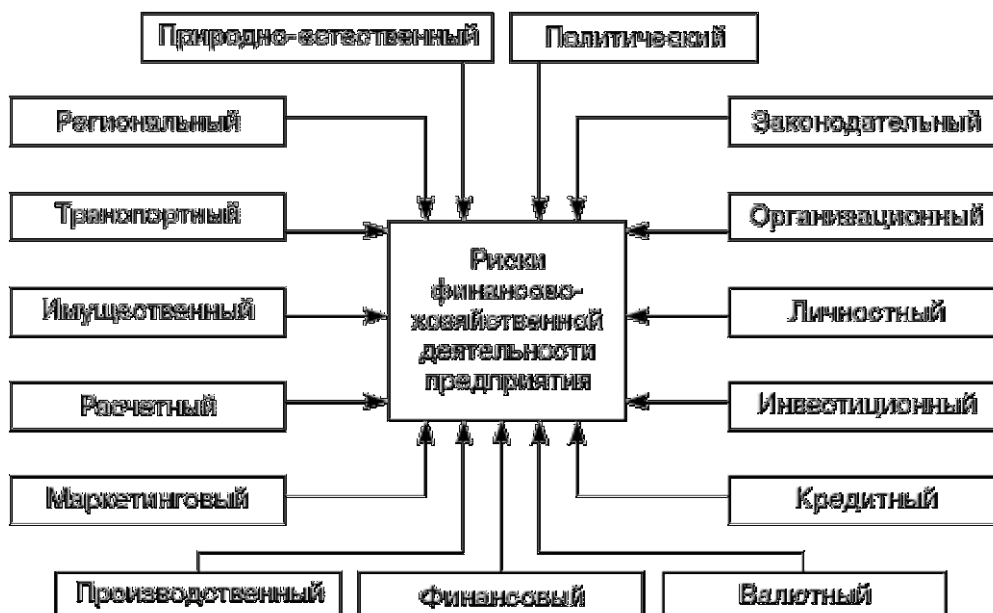 Природно-естественный
Политический
Региональный
Законодательный
Транспортный
Организационный
Риски
финансово-
хозяйственной
деятельности
предприятия
Имущественный
Личностный
Расчетный
Инвестиционный
Маркетинговый
Кредитный
Производственный
Финансовый
Валютный